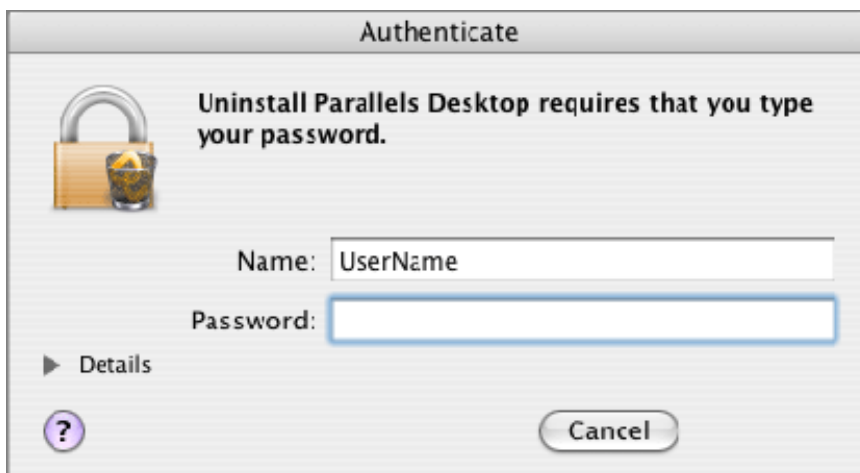 Authenticate
Uninstall Parallels Desktop requires that you type
your password.
Name: UserName
Password:
Details
?
Cancel